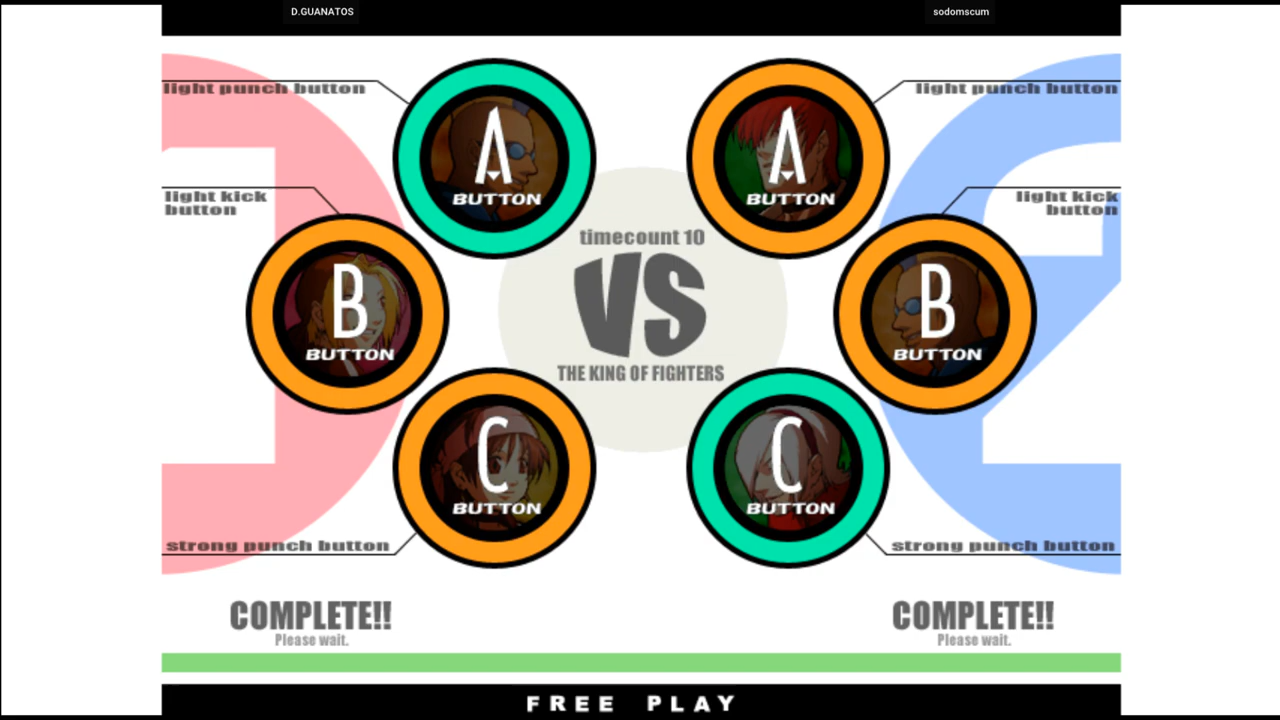 D.GUANATOS
sodomscum
light punch button
light punch button
A
BUTTON
A
BUTTON
light kick
button
light kick
button
timecount 10
VS
THE KING OF FIGHTERS
B
BUTTON
B
BUTTON
C
BUTTON
C
BUTTON
strong punch button
strong punch button
COMPLETE!!
Please wait.
COMPLETE!!
Please wait.
FREE PLAY